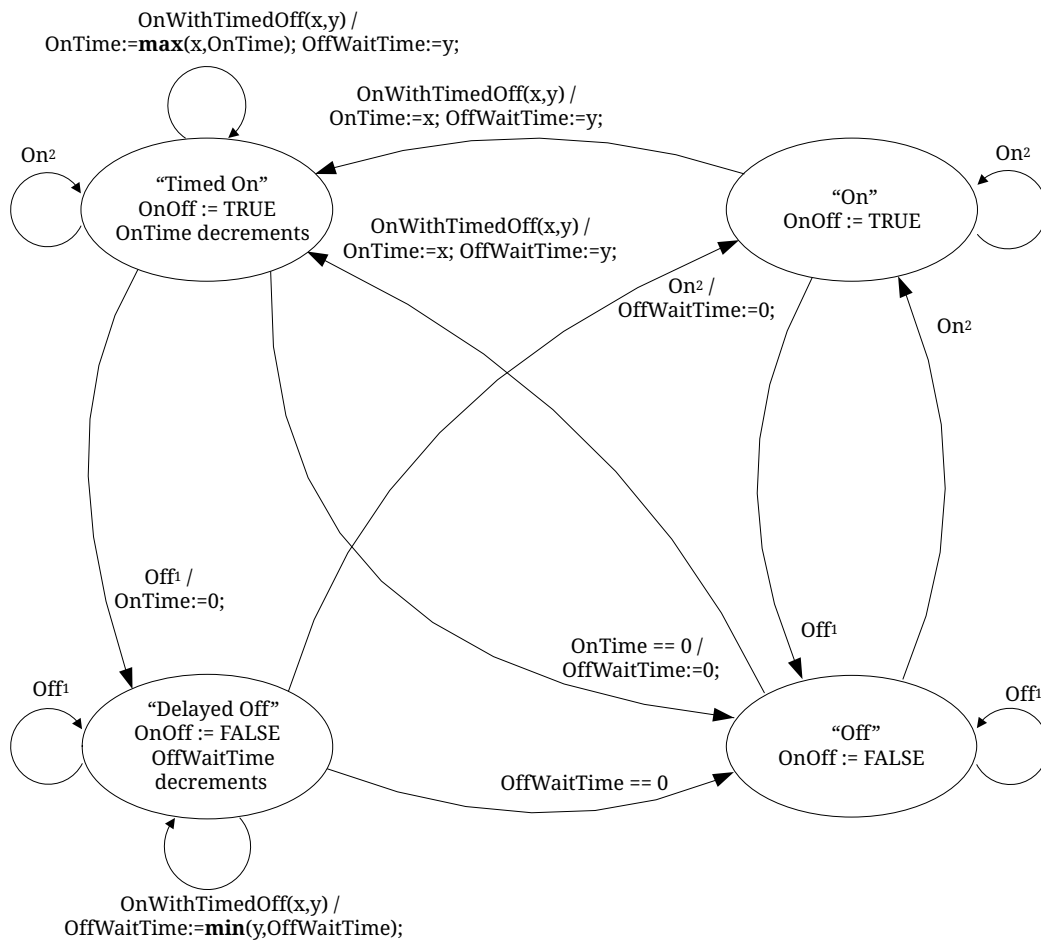 OnWithTimedOff(x,y) /
OnTime:=max(x,OnTime); OffWaitTime:=y;
OnWithTimedOff(x,y) /
OnTime:=x; OffWaitTime:=y;
On²
“Timed On”
OnOff := TRUE
OnTime decrements
On²
“On”
OnOff := TRUE
OnWithTimedOff(x,y) /
OnTime:=x; OffWaitTime:=y;
On² /
OffWaitTime:=0;
On²
Off¹ /
OnTime:=0;
Off¹
OnTime == 0 /
OffWaitTime:=0;
Off¹
“Delayed Off”
OnOff := FALSE
OffWaitTime
decrements
Off¹
“Off”
OnOff := FALSE
OffWaitTime == 0
OnWithTimedOff(x,y) /
OffWaitTime:=min(y,OffWaitTime);